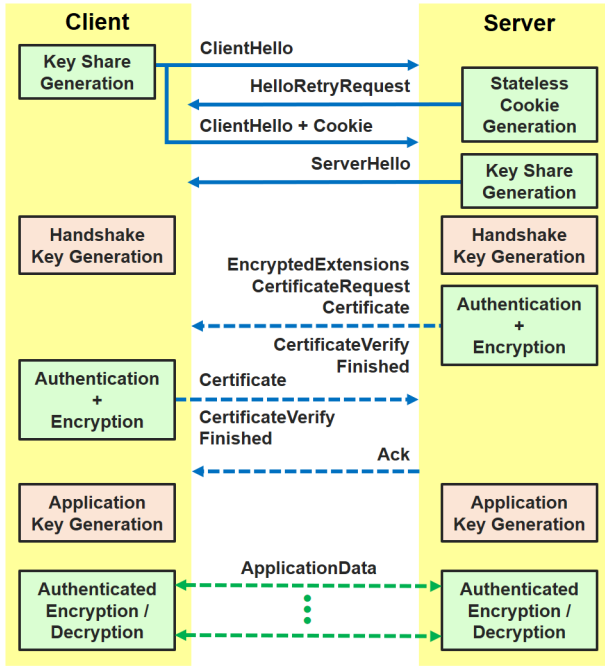 Client
Server
Key Share
Generation
ClientHello
HelloRetryRequest
Stateless
Cookie
Generation
ClientHello + Cookie
ServerHello
Key Share
Generation
Handshake
Key Generation
Handshake
Key Generation
EncryptedExtensions
CertificateRequest
Certificate
Authentication
+
Encryption
CertificateVerify
Finished
Authentication
+
Encryption
Certificate
CertificateVerify
Finished
Ack
Application
Key Generation
Application
Key Generation
ApplicationData
Authenticated
Encryption /
Decryption
Authenticated
Encryption /
Decryption